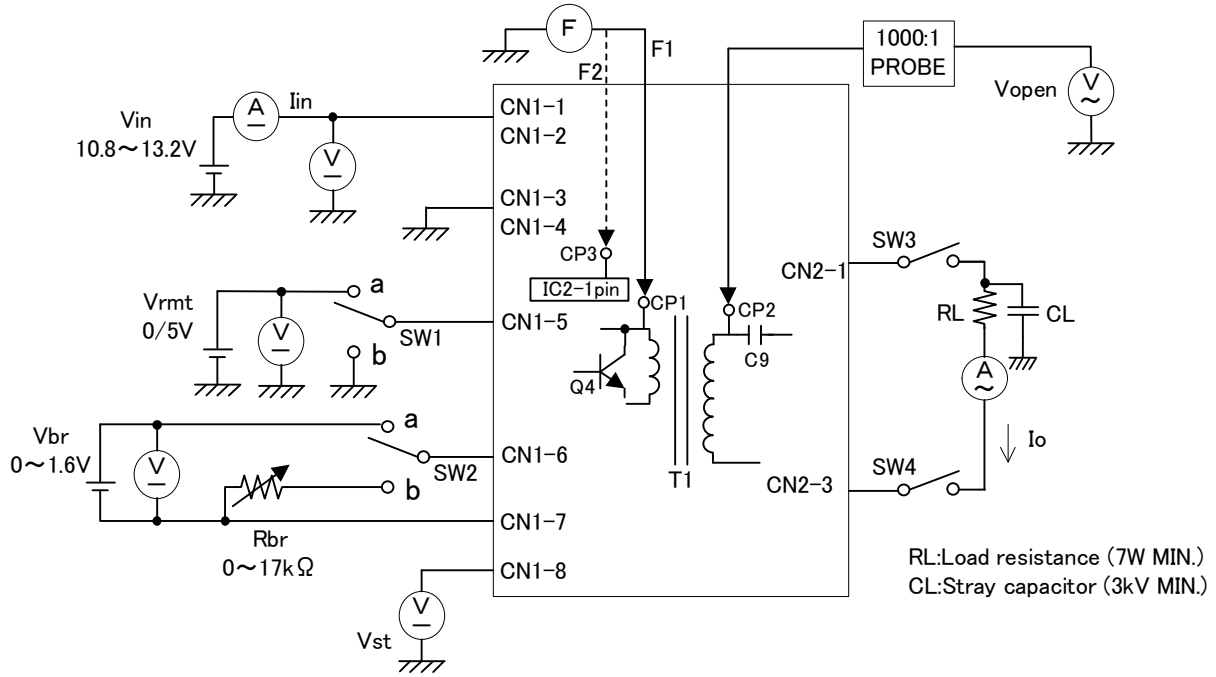 F
F1
F2
1000:1
PROBE
Vopen
V
~
Vin
10.8～13.2V
A
Iin
V
CN1-1
CN1-2
CN1-3
CN1-4
CP3
IC2-1pin
CP1
CP2
C9
Q4
T1
CN2-1
SW3
RL
CL
A
~
Io
CN2-3
SW4
Vrmt
0/5V
V
a
b
SW1
CN1-5
Vbr
0～1.6V
V
a
b
SW2
CN1-6
Rbr
0～17kΩ
CN1-7
CN1-8
V
Vst
RL:Load resistance (7W MIN.)
CL:Stray capacitor (3kV MIN.)